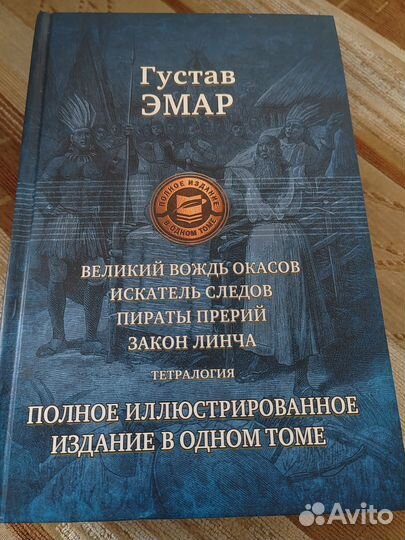 Густав
ЭМАР
ПОЛНОЕ ИЗДАНИЕ
В ОДНОМ ТОМЕ
ВЕЛИКИЙ ВОЖДЬ ОКАСОВ
ИСКАТЕЛЬ СЛЕДОВ
ПИРАТЫ ПРЕРИЙ
ЗАКОН ЛИНЧА
ТЕТРАЛОГИЯ
ПОЛНОЕ ИЛЛЮСТРИРОВАННОЕ
ИЗДАНИЕ В ОДНОМ ТОМЕ
Avito